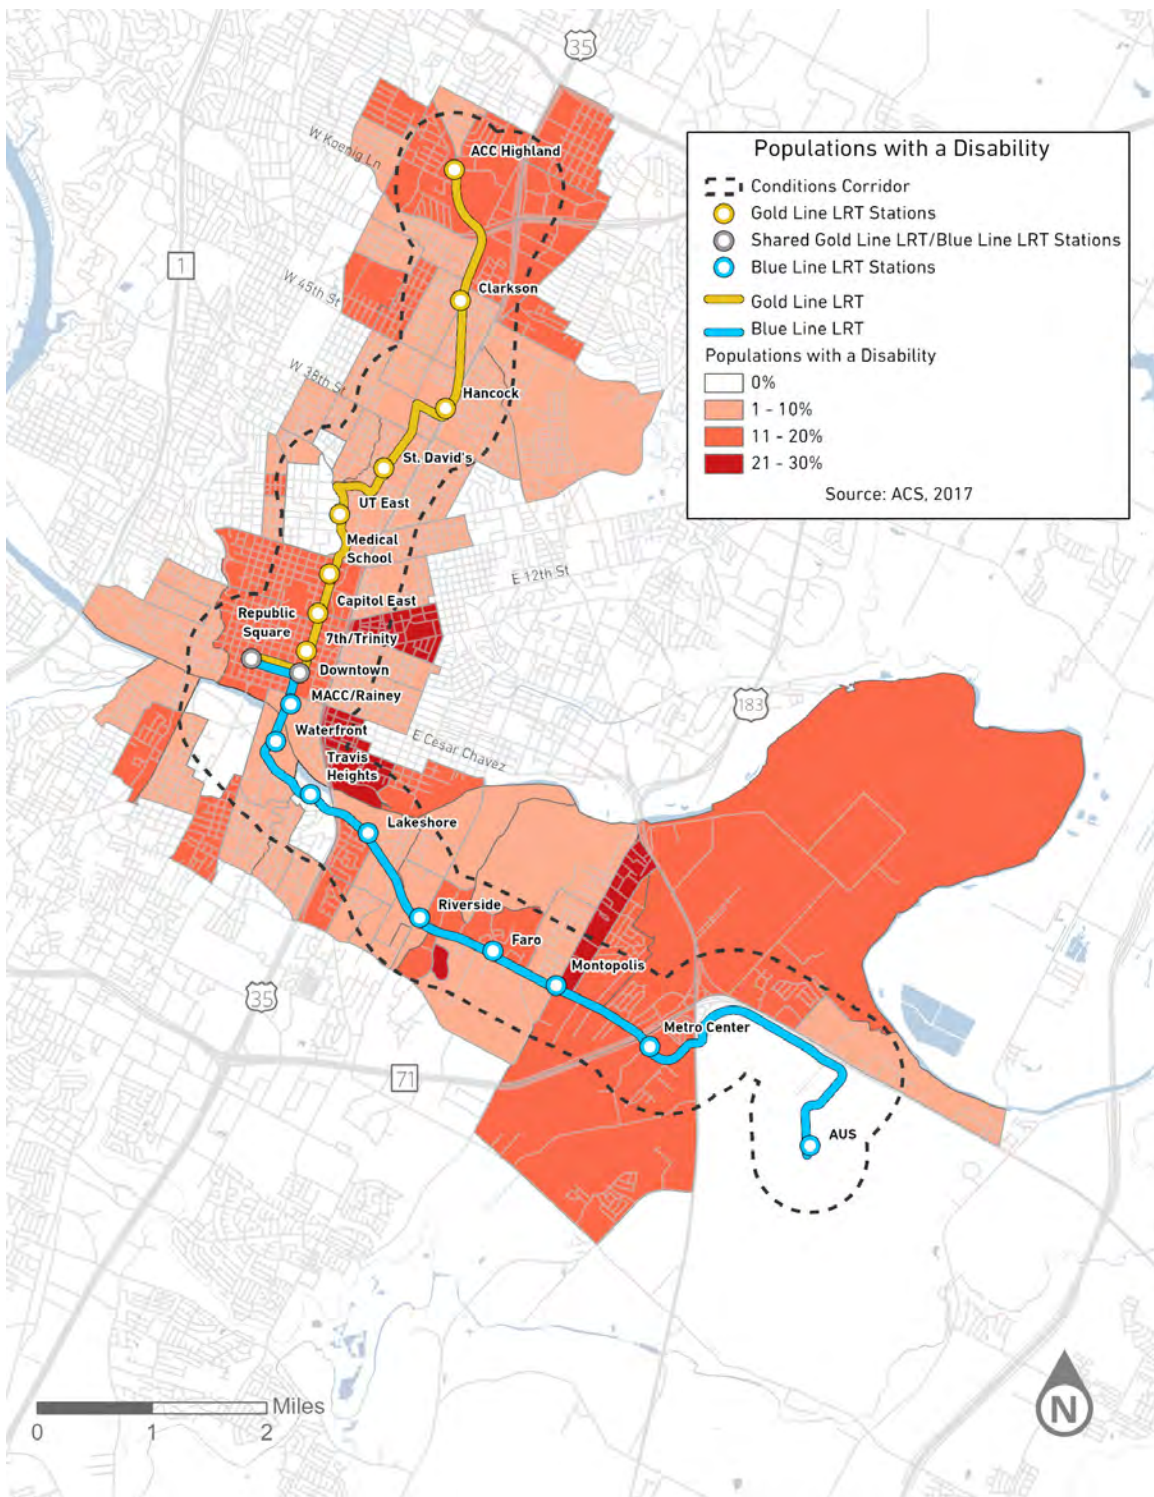 35
W Koenig Ln
ACC Highland
1
W 45th St
Clarkson
W 38th St
Hancock
St. David's
UT East
Medical
School
E 12th St
Capitol East
Republic
Square
7th/Trinity
Downtown
MACC/Rainey
183
Waterfront
E Cesar Chavez
Travis
Heights
Lakeshore
Riverside
Faro
Montopolis
35
Metro Center
71
AUS
Populations with a Disability
Conditions Corridor
Gold Line LRT Stations
Shared Gold Line LRT/Blue Line LRT Stations
Blue Line LRT Stations
Gold Line LRT
Blue Line LRT
Populations with a Disability
0%
1 - 10%
11 - 20%
21 - 30%
Source: ACS, 2017
Miles
0 1 2
N